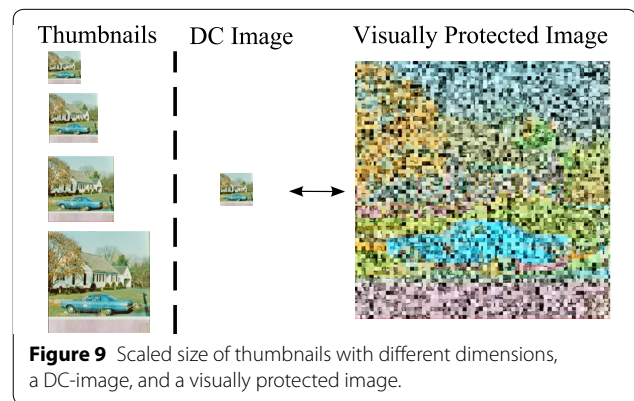 Thumbnails DC Image Visually Protected Image
Figure 9 Scaled size of thumbnails with different dimensions,
a DC-image, and a visually protected image.